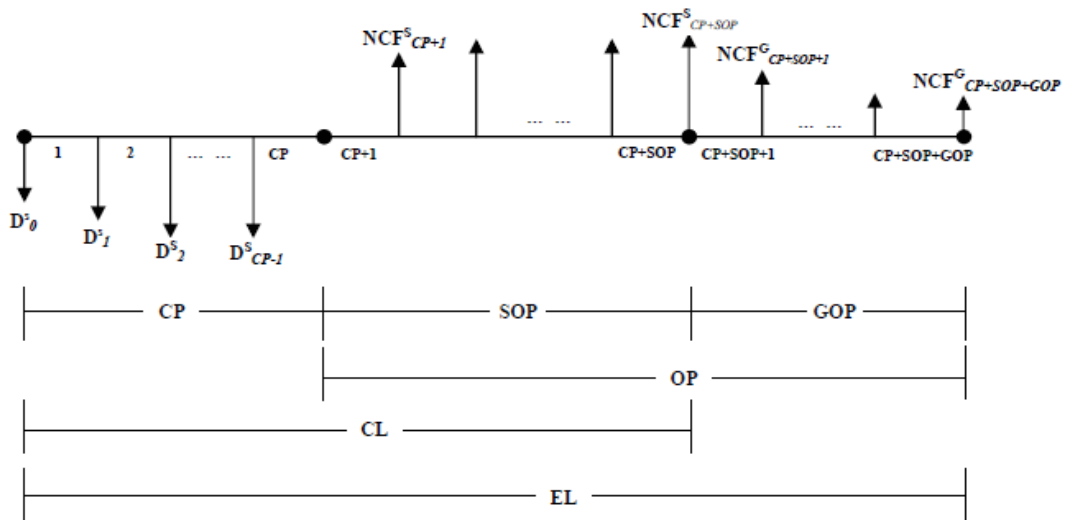 NCF^S_CP+1
NCF^S_CP+SOP
NCF^G_CP+SOP+1
NCF^G_CP+SOP+GOP
1 2 ... ... CP CP+1 ... ... CP+SOP CP+SOP+1 ... ... CP+SOP+GOP
D^s_0
D^s_1
D^S_2
D^S_CP-1
CP SOP GOP
OP
CL
EL